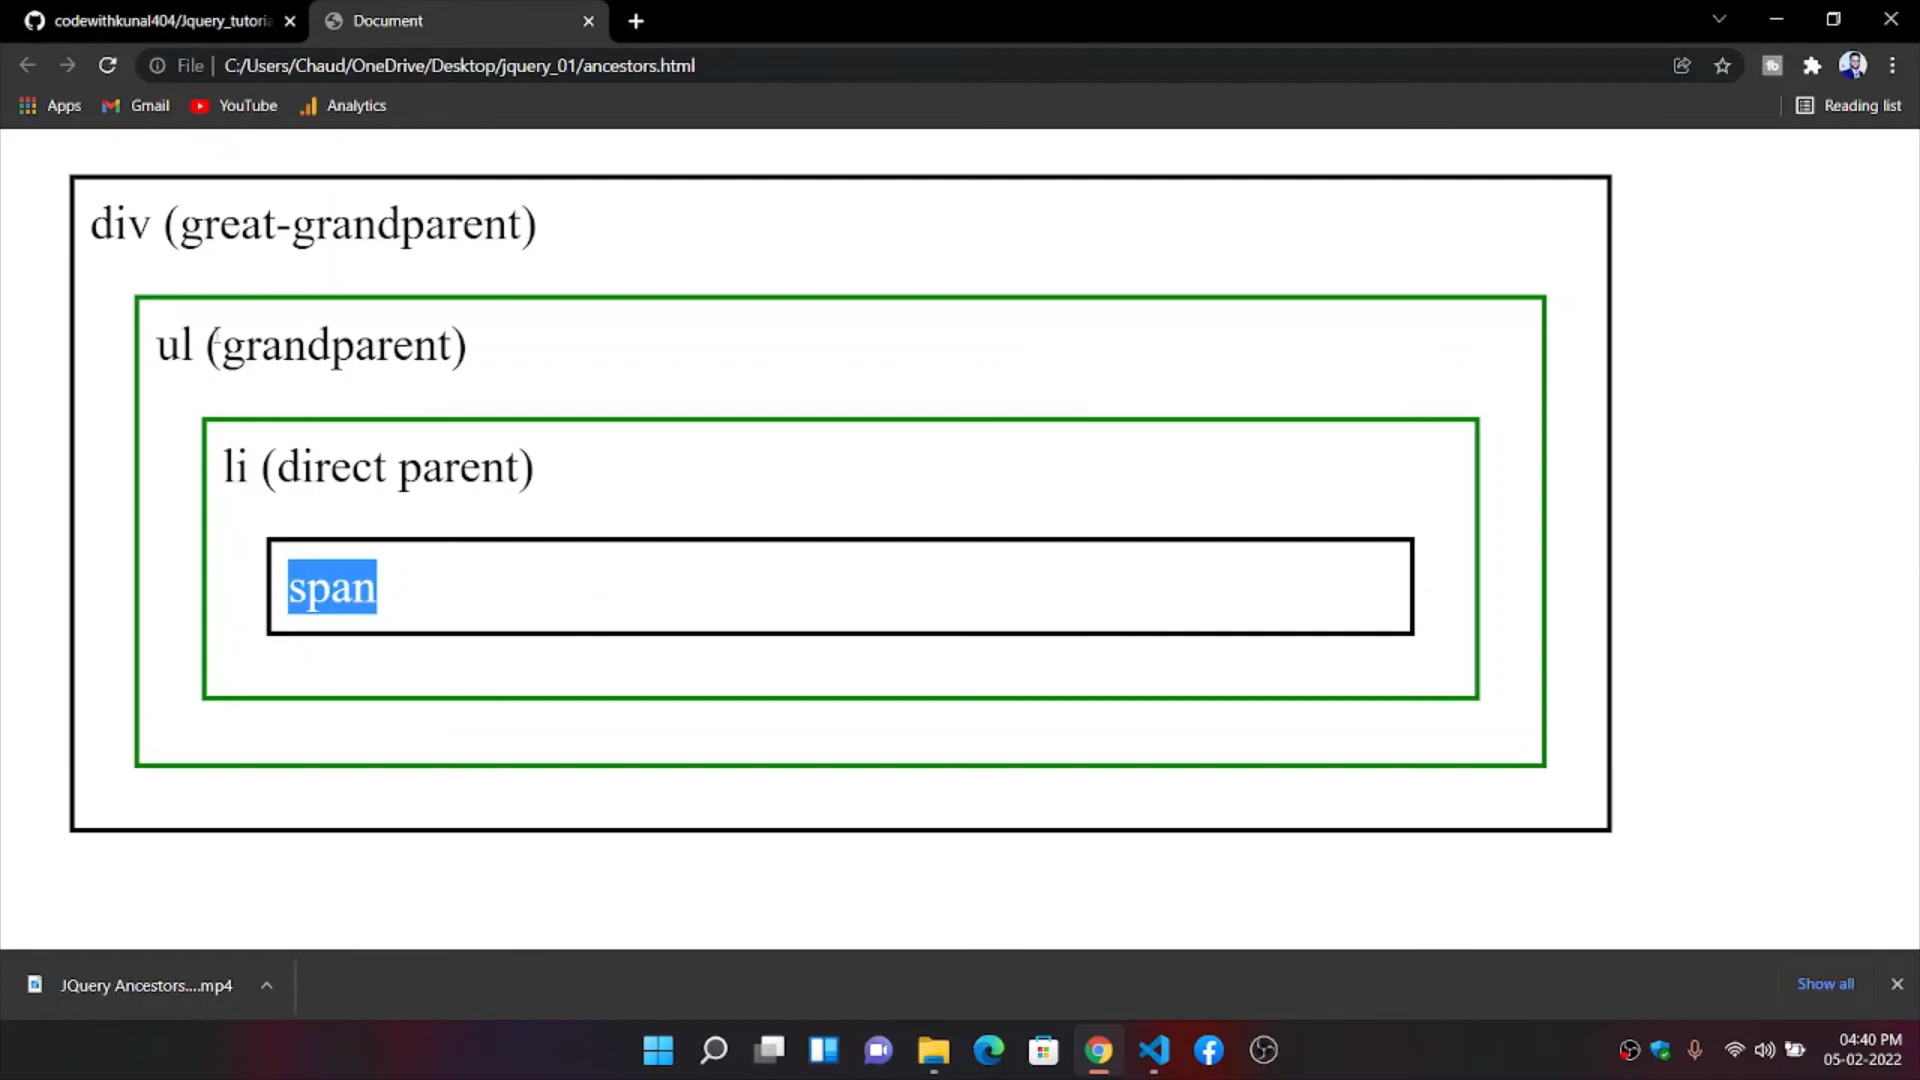 codewithkunal404/Jquery_tutoria
Document
File
C:/Users/Chaud/OneDrive/Desktop/jquery_01/ancestors.html
Apps
Gmail
YouTube
Analytics
Reading list
div (great-grandparent)
ul (grandparent)
li (direct parent)
span
JQuery Ancestors....mp4
Show all
04:40 PM
05-02-2022